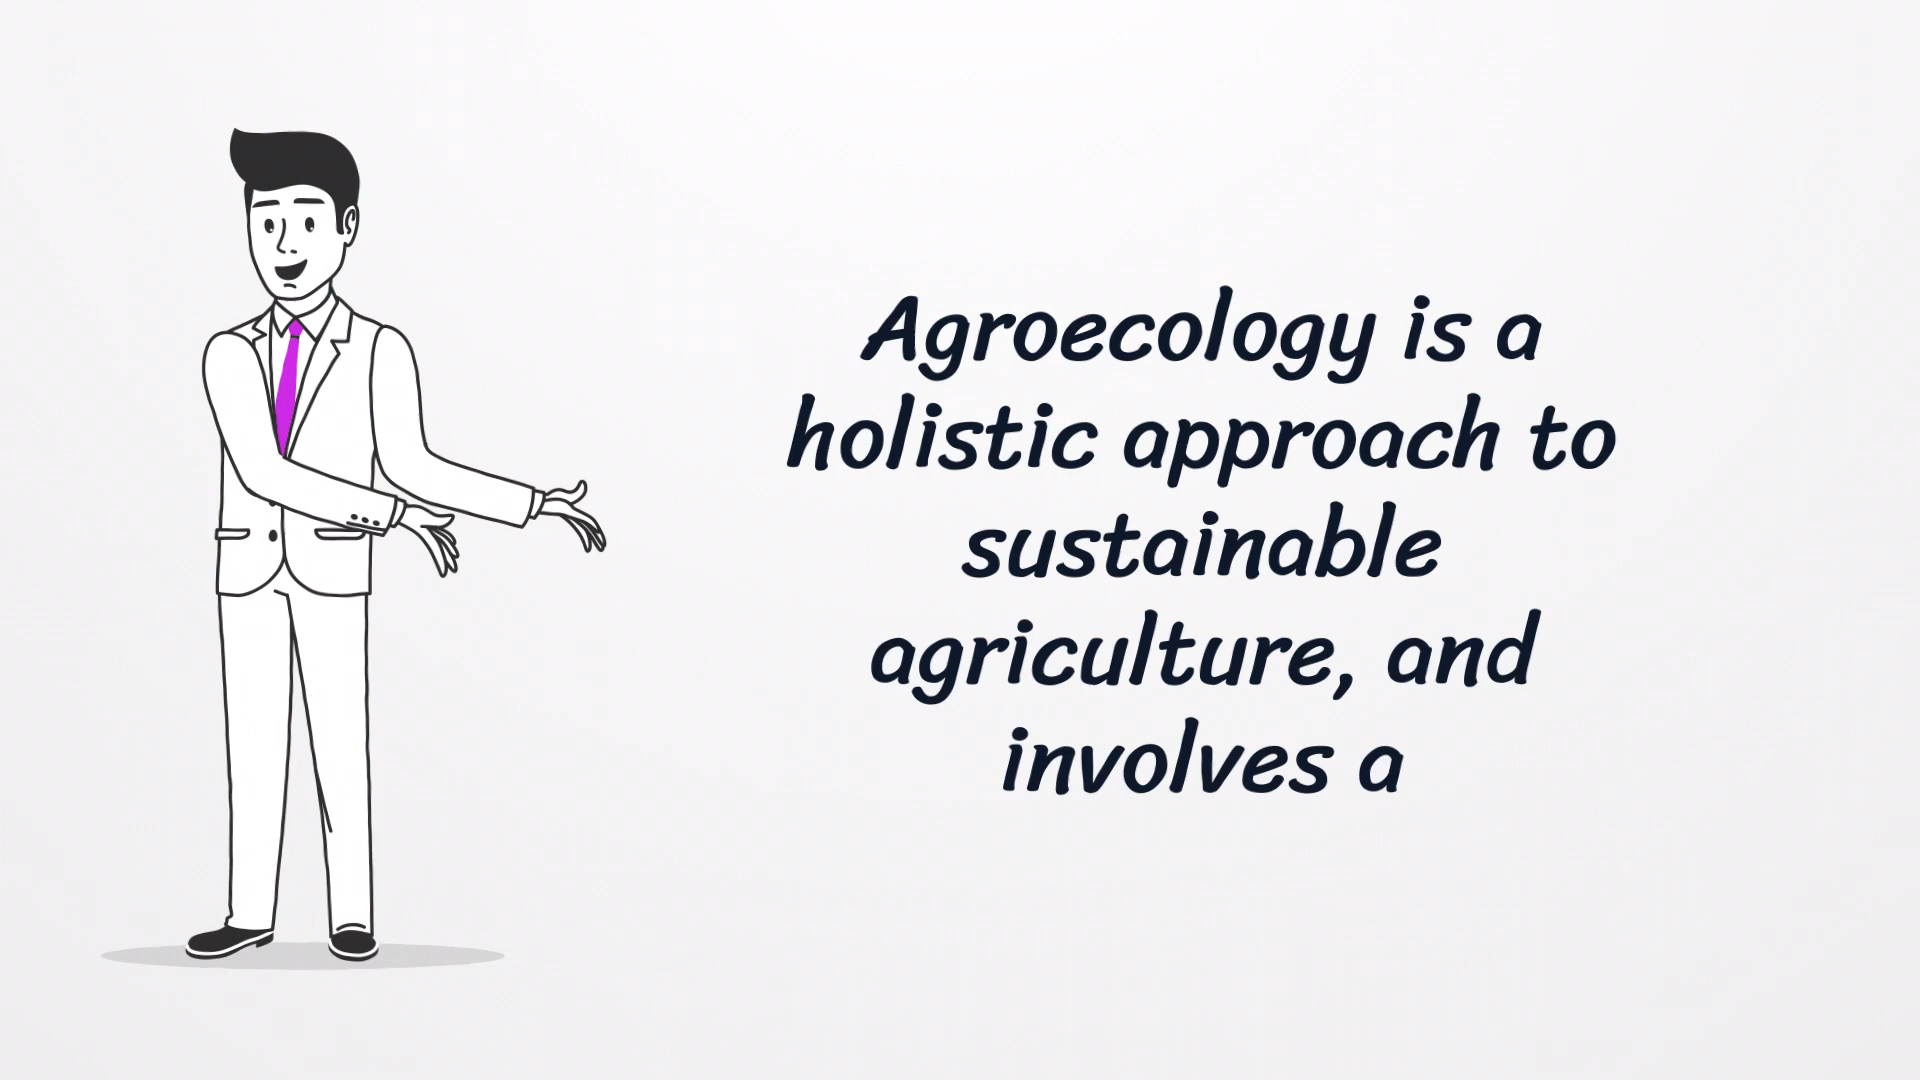 Agroecology is a
holistic approach to
sustainable
agriculture, and
involves a